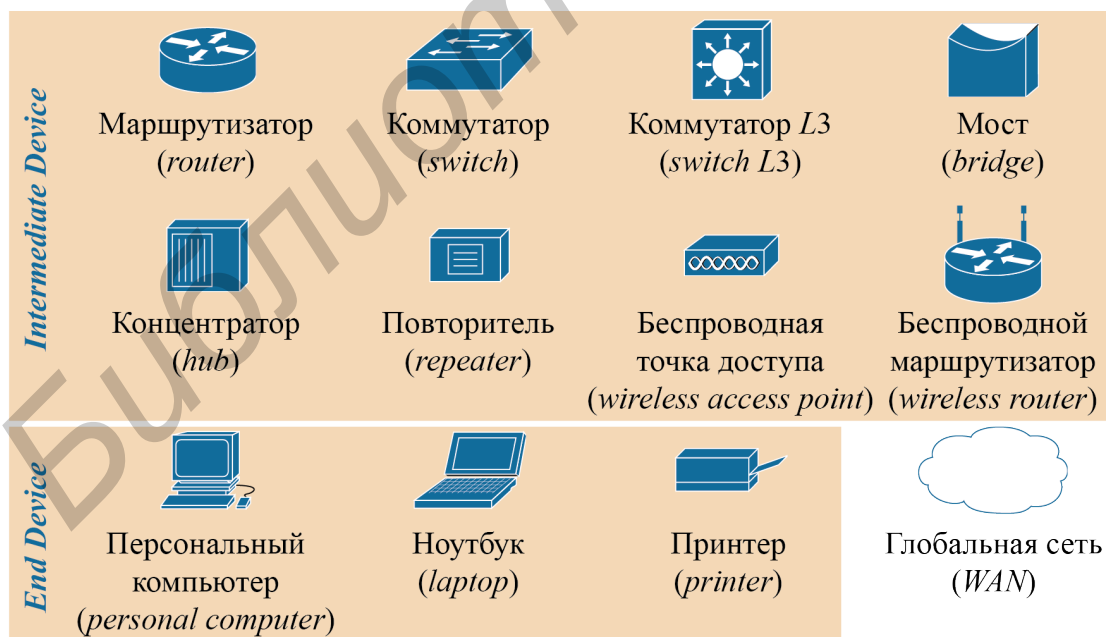 Intermediate Device
Маршрутизатор
(router)
Коммутатор
(switch)
Коммутатор L3
(switch L3)
Мост
(bridge)
Концентратор
(hub)
Повторитель
(repeater)
Беспроводная
точка доступа
(wireless access point)
Беспроводной
маршрутизатор
(wireless router)
End Device
Персональный
компьютер
(personal computer)
Ноутбук
(laptop)
Принтер
(printer)
Глобальная сеть
(WAN)
Библиот